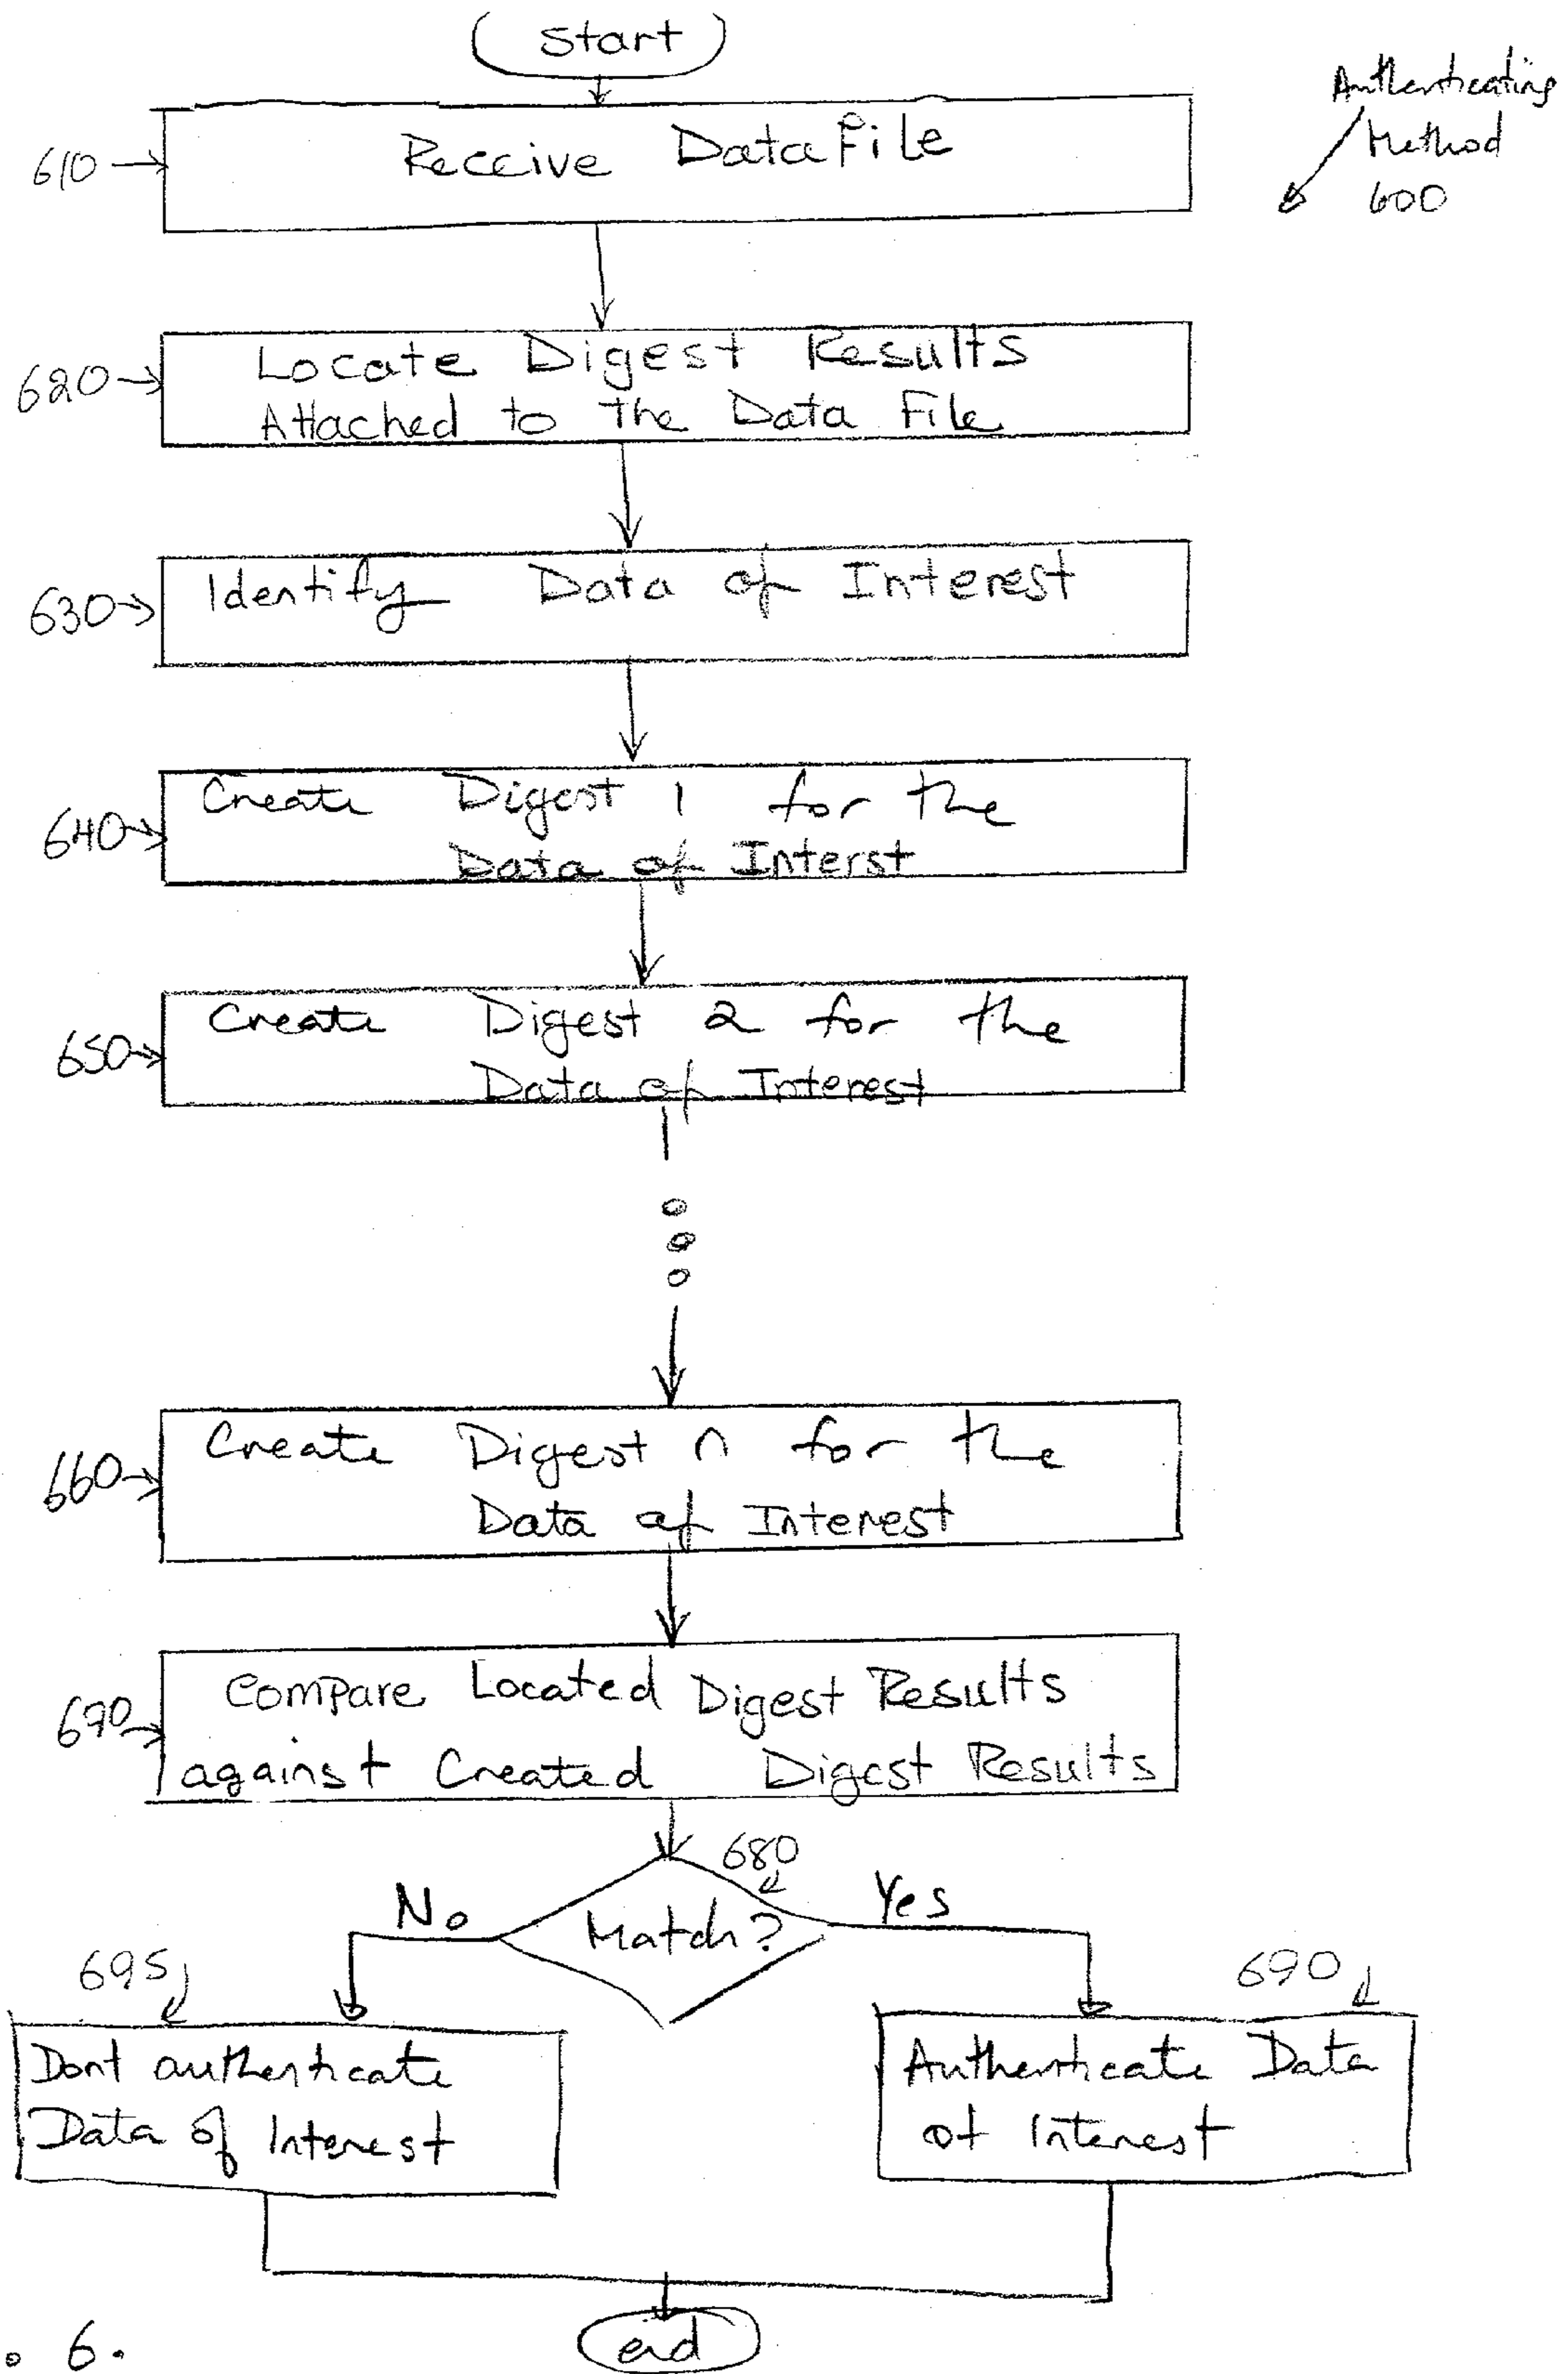 Start
Authenticating
Method
600
610
Receive Data File
620
Locate Digest Results
Attached to the Data File
630
Identify Data of Interest
640
Create Digest 1 for the
Data of Interst
650
Create Digest 2 for the
Data of Interest
660
Create Digest n for the
Data of Interest
690
Compare Located Digest Results
against Created Digest Results
680
No
Match?
Yes
695
690
Dont authenticate
Data of Interest
Authenticate Data
of Interest
end
. 6.